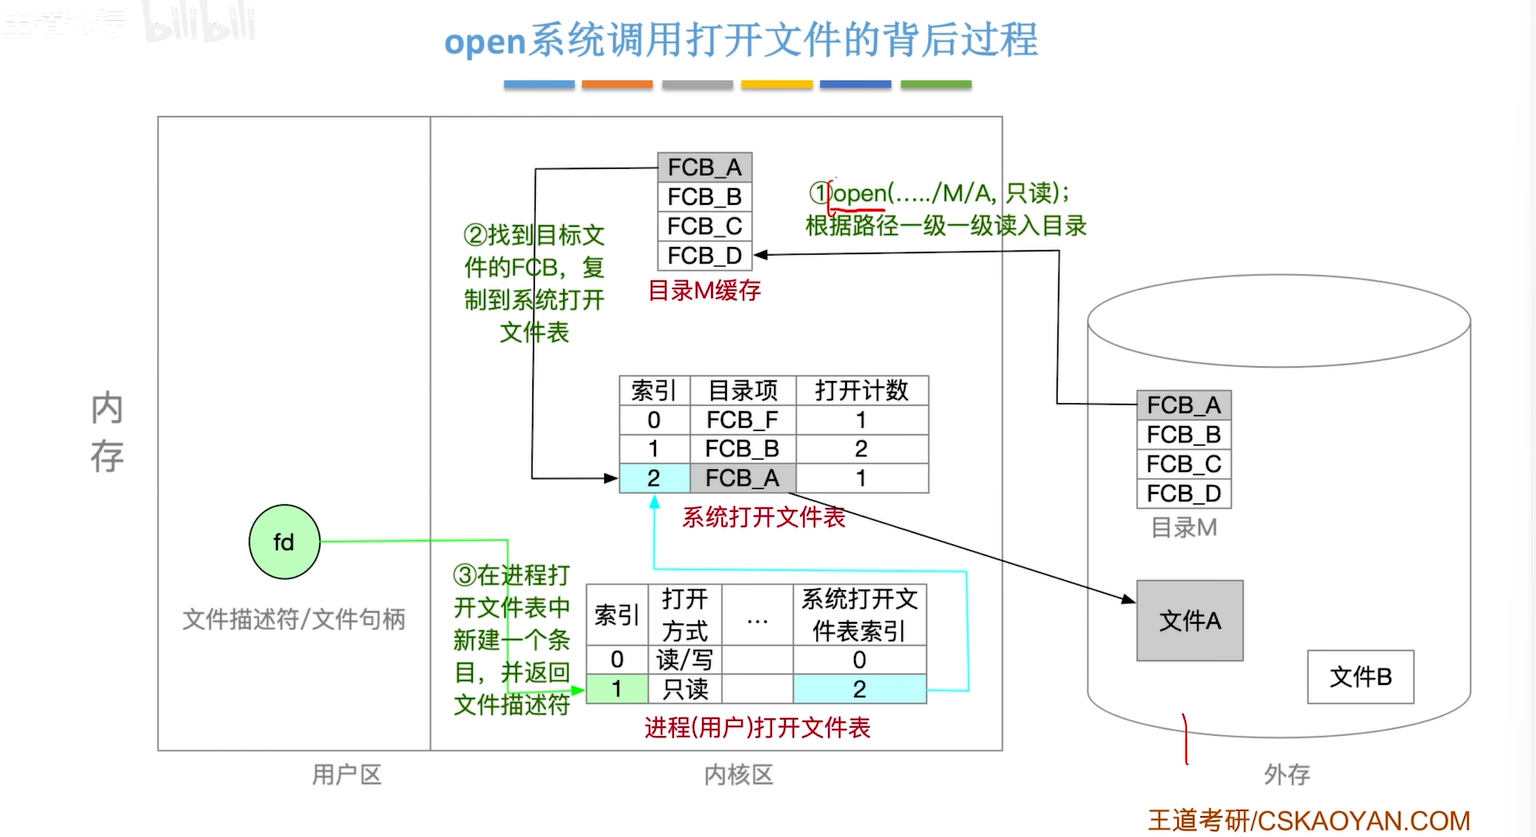 bilibili
open系统调用打开文件的背后过程
FCB_A
FCB_B
FCB_C
FCB_D
目录M缓存
①open(…../M/A, 只读)；
根据路径一级一级读入目录
②找到目标文
件的FCB，复
制到系统打开
文件表
内
存
索引 目录项 打开计数
0 FCB_F 1
1 FCB_B 2
2 FCB_A 1
系统打开文件表
FCB_A
FCB_B
FCB_C
FCB_D
目录M
fd
文件描述符/文件句柄
③在进程打
开文件表中
新建一个条
目，并返回
文件描述符
索引 打开 … 系统打开文
方式 件表索引
0 读/写 0
1 只读 2
进程(用户)打开文件表
文件A
文件B
用户区
内核区
外存
王道考研/CSKAOYAN.COM